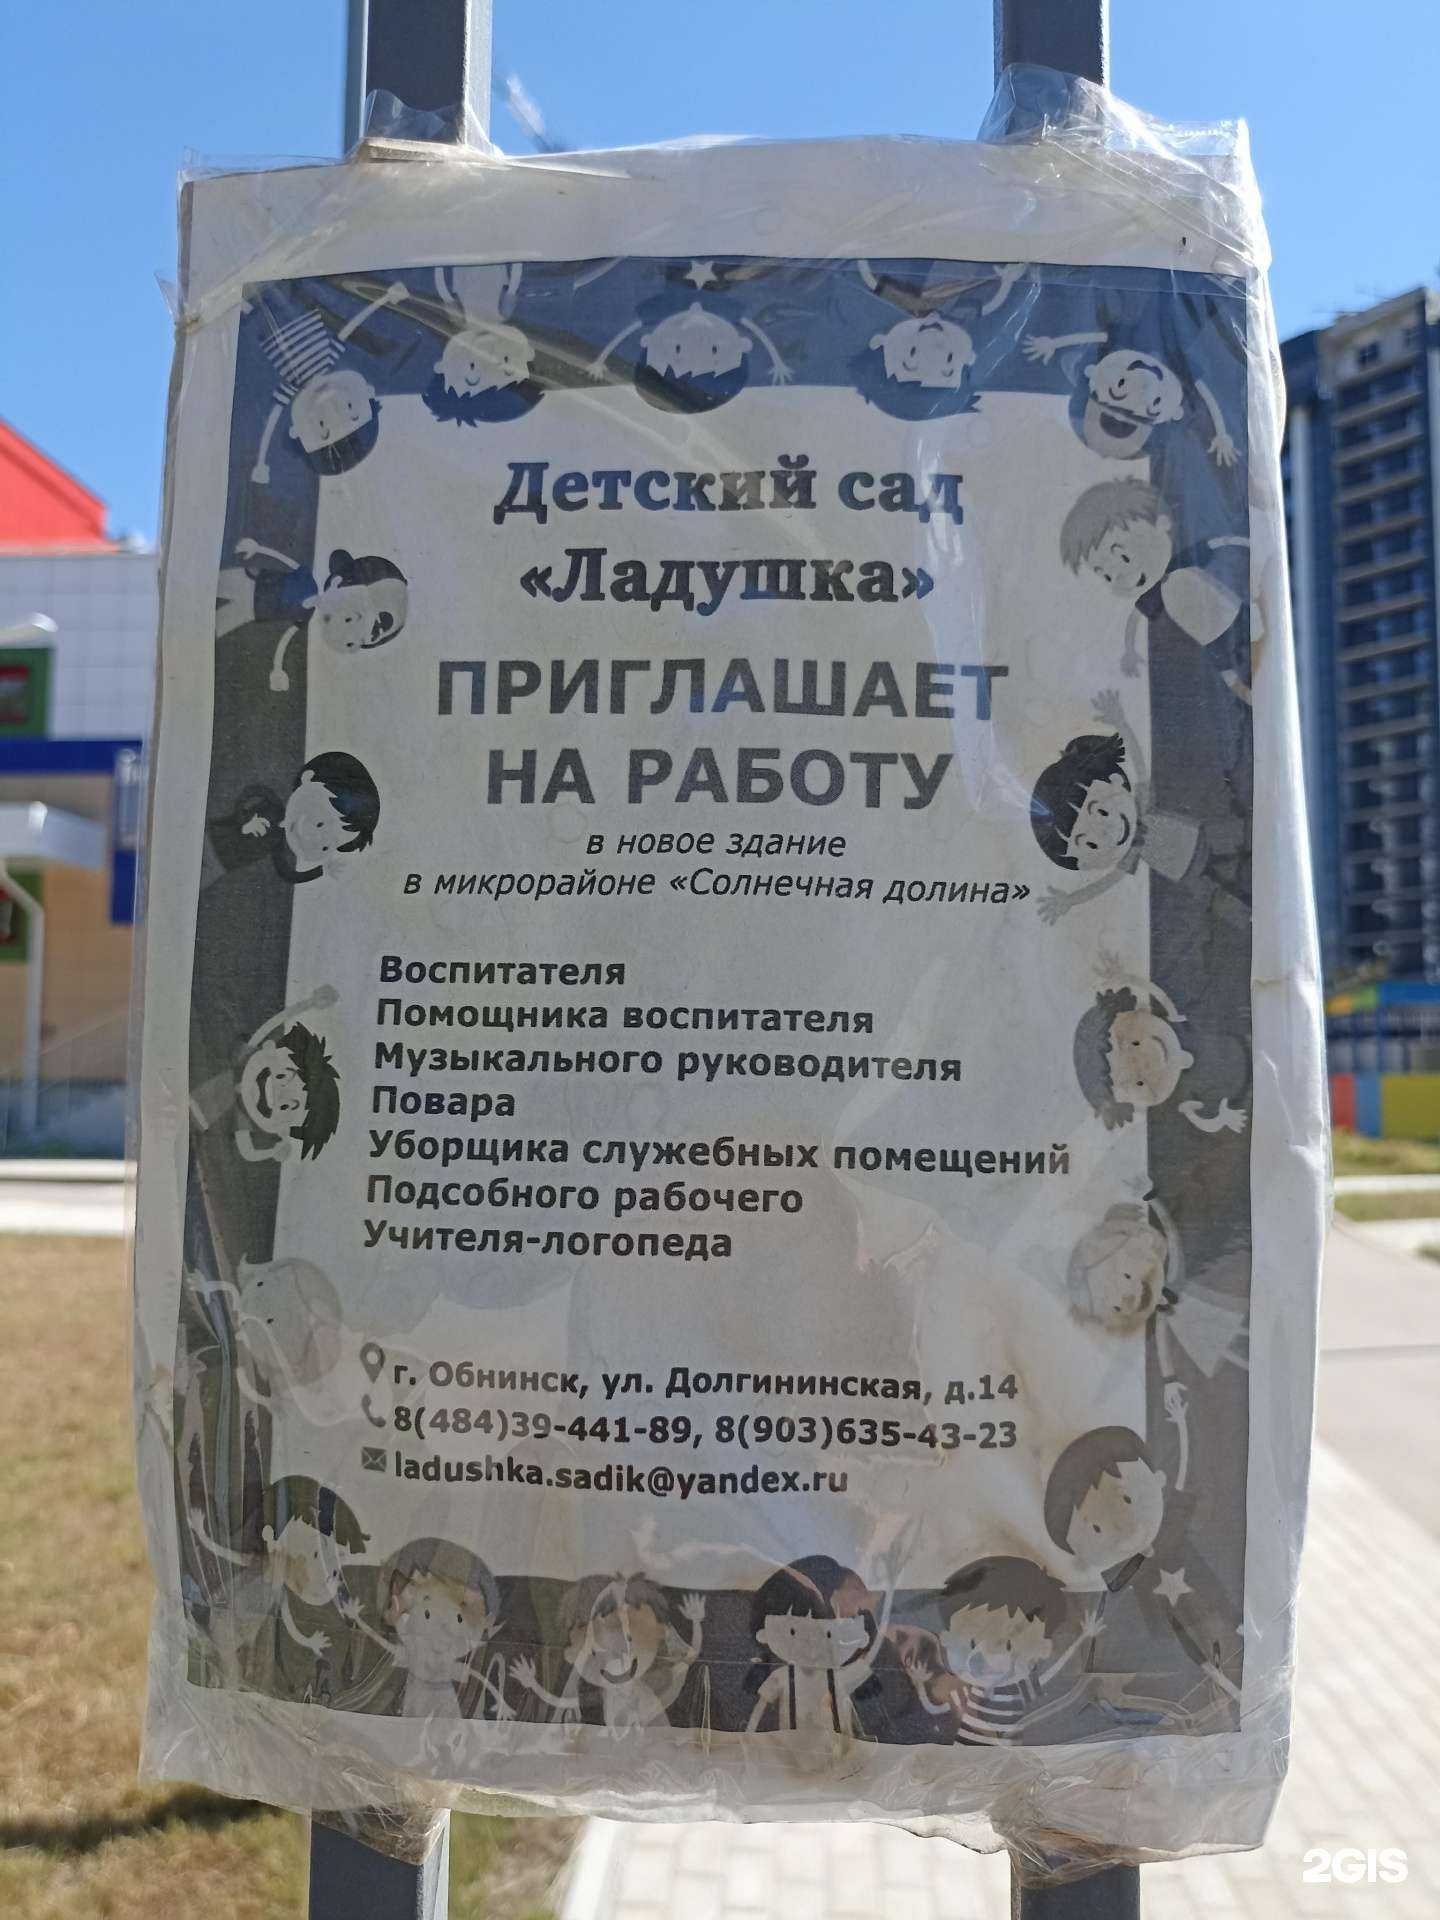 Детский сад
«Ладушка»
ПРИГЛАШАЕТ
НА РАБОТУ
в новое здание
в микрорайоне «Солнечная долина»
Воспитателя
Помощника воспитателя
Музыкального руководителя
Повара
Уборщика служебных помещений
Подсобного рабочего
Учителя-логопеда
г. Обнинск, ул. Долгининская, д.14
8(484)39-441-89, 8(903)635-43-23
ladushka.sadik@yandex.ru
2GIS